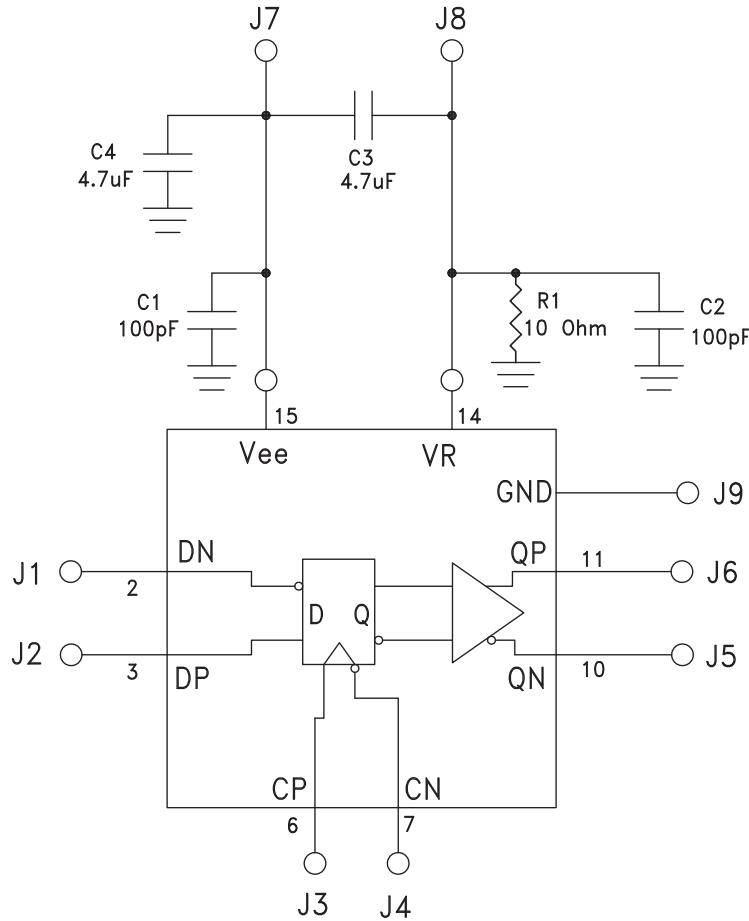 J7 J8
C4
4.7uF
C3
4.7uF
C1
100pF
R1
10 Ohm
C2
100pF
15 14
Vee VR
GND J9
J1 2 DN QP 11 J6
D Q
J2 3 DP QN 10 J5
CP CN
6 7
J3 J4